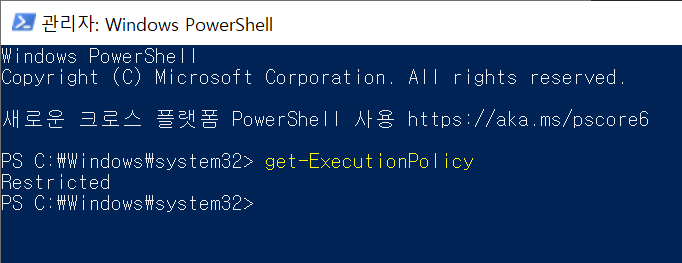 관리자: Windows PowerShell
Windows PowerShell
Copyright (C) Microsoft Corporation. All rights reserved.
새로운 크로스 플랫폼 PowerShell 사용 https://aka.ms/pscore6
PS C:₩Windows₩system32> get-ExecutionPolicy
Restricted
PS C:₩Windows₩system32>